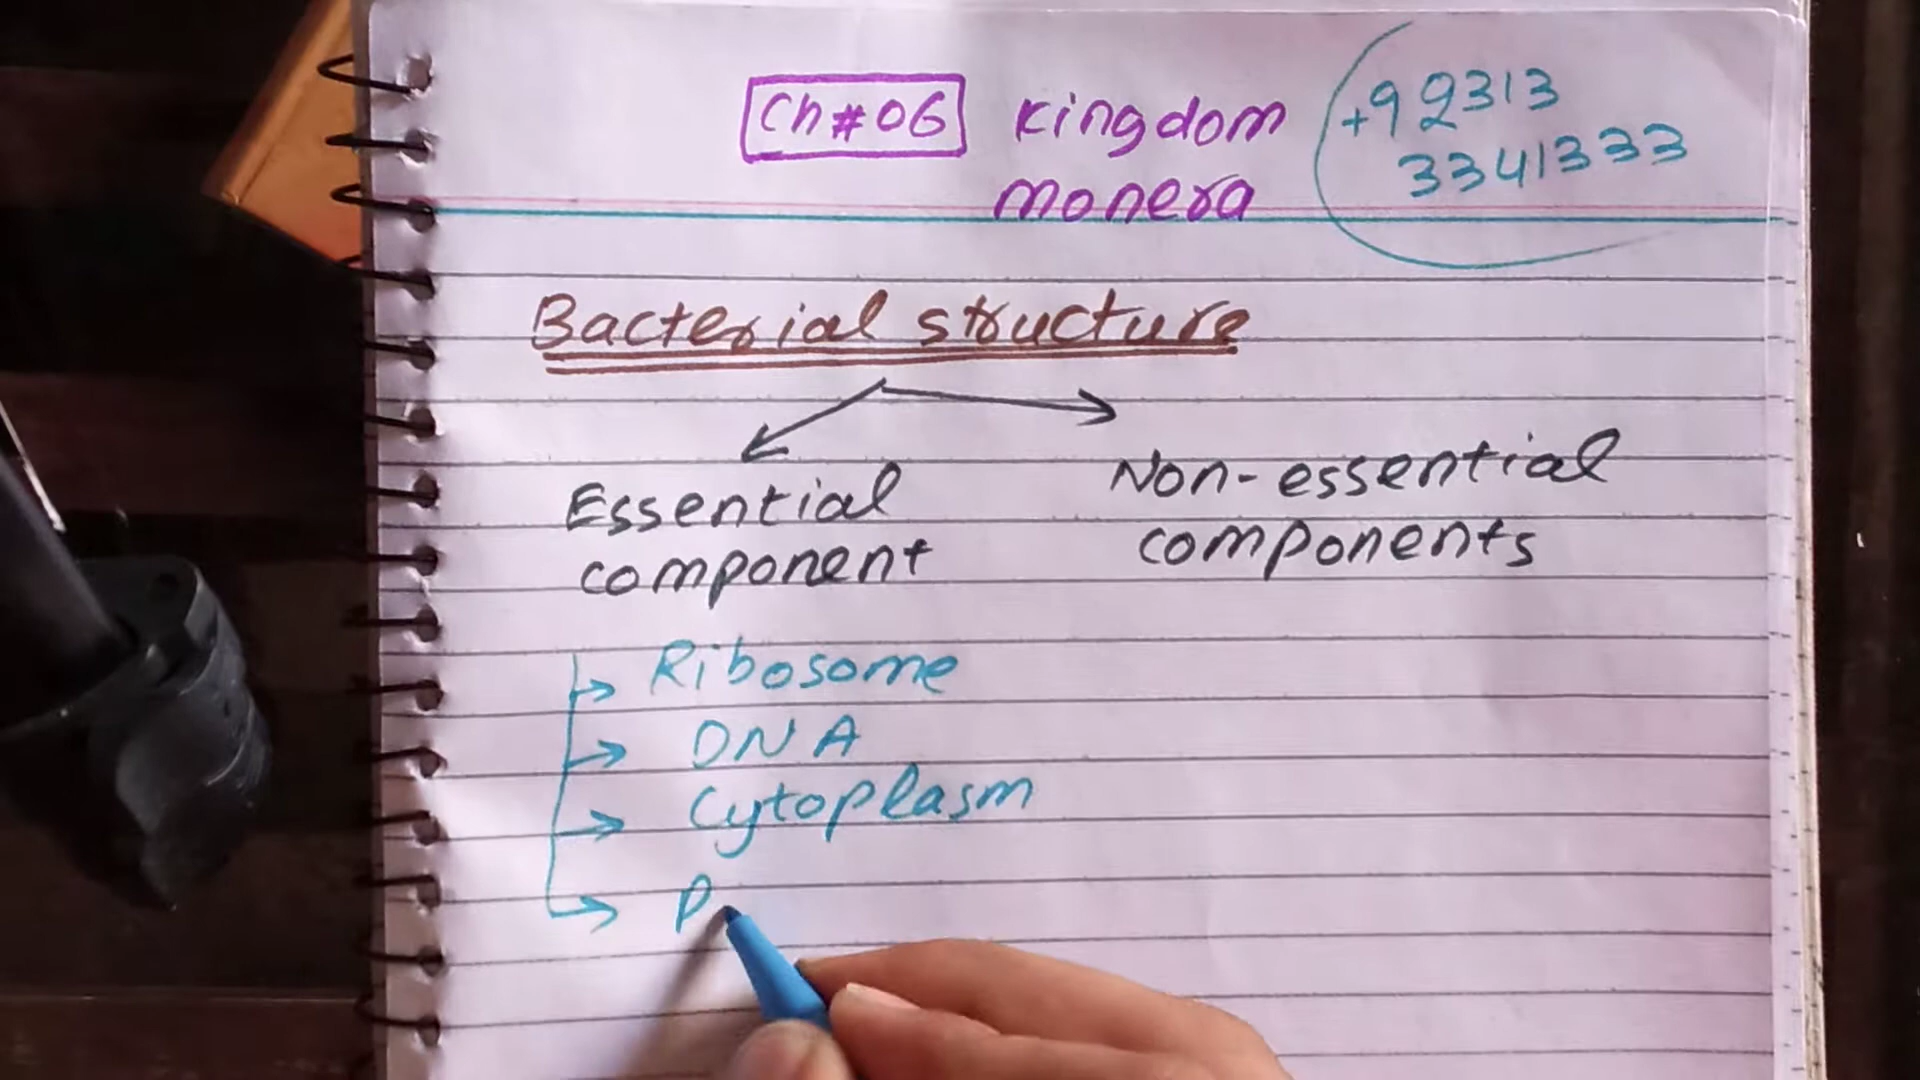 Ch#06 Kingdom
monera
+92313
3341333
Bacterial structure
Essential
component
Non-essential
components
Ribosome
DNA
Cytoplasm
P